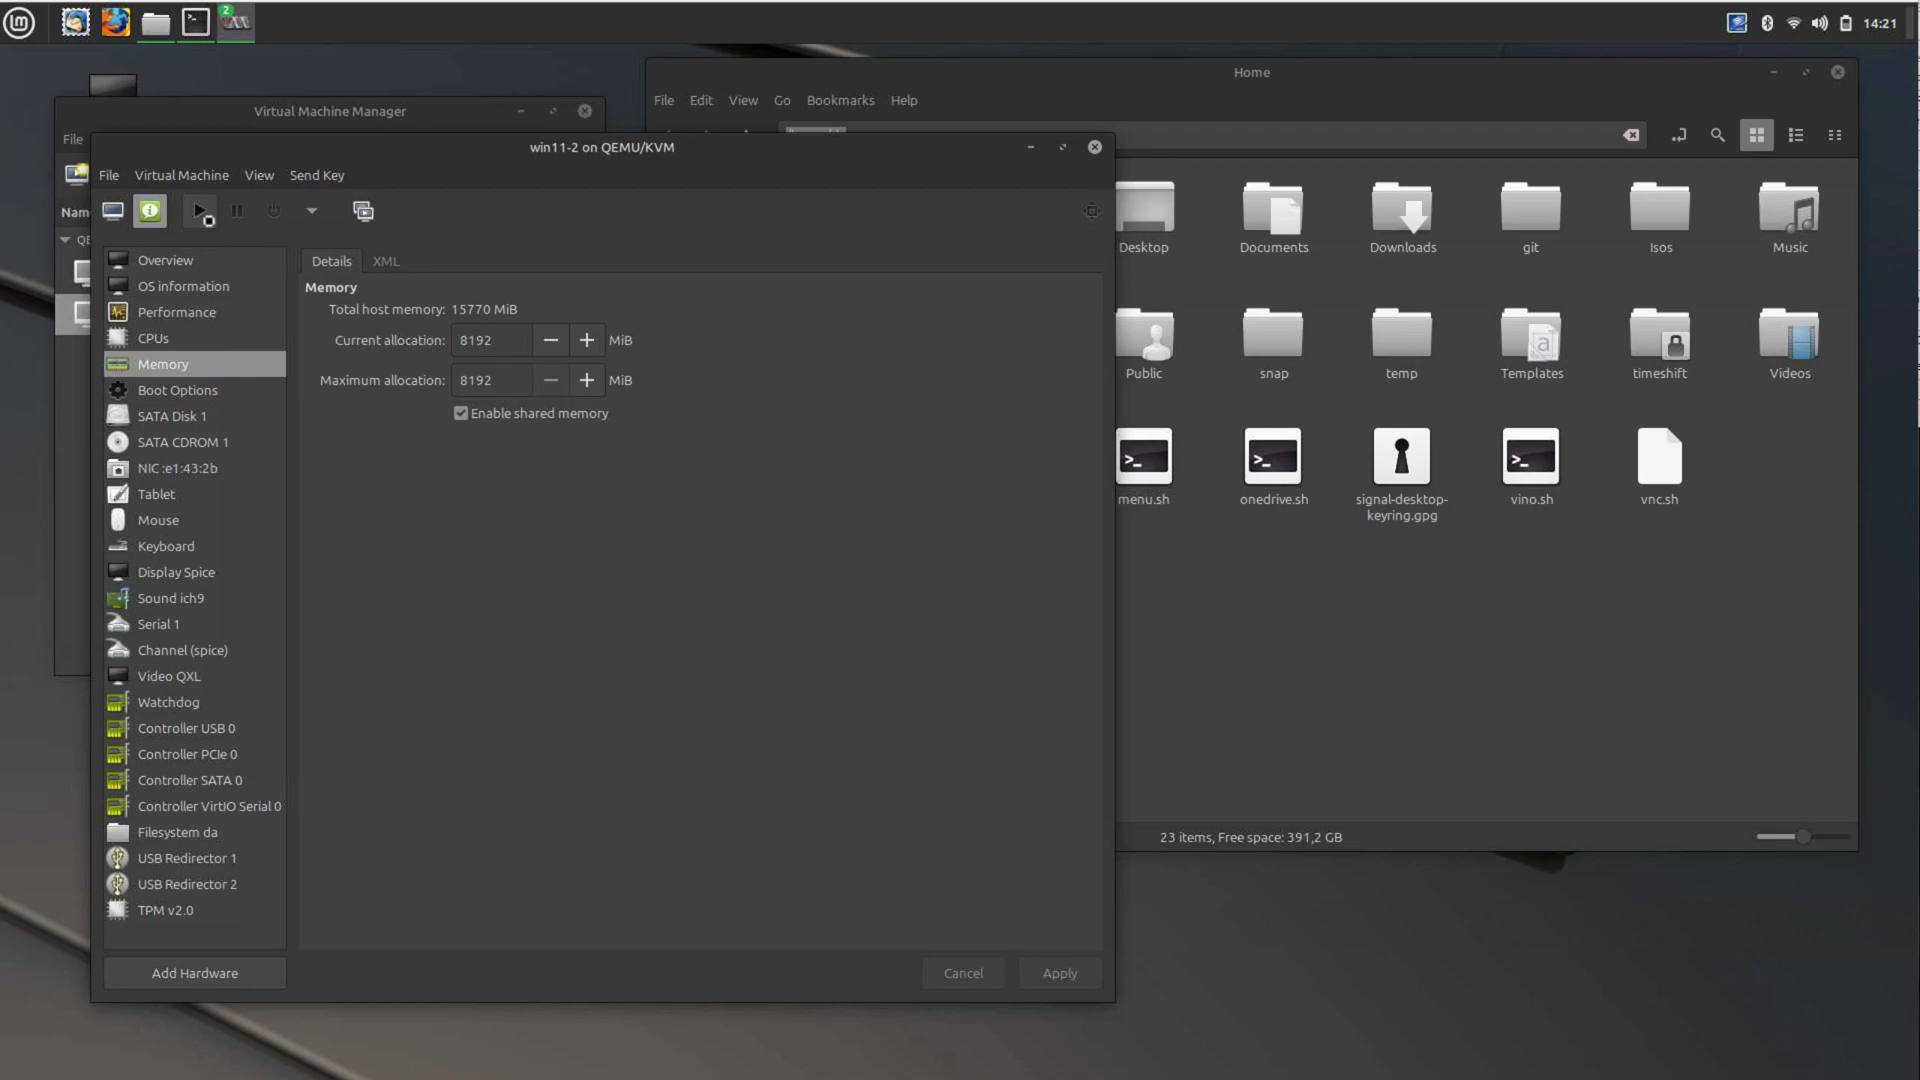 2
14:21
Home
File Edit View Go Bookmarks Help
Virtual Machine Manager
File
win11-2 on QEMU/KVM
File Virtual Machine View Send Key
Nam
QE
Details XML
Overview
OS information
Performance
CPUs
Memory
Boot Options
SATA Disk 1
SATA CDROM 1
NIC :e1:43:2b
Tablet
Mouse
Keyboard
Display Spice
Sound ich9
Serial 1
Channel (spice)
Video QXL
Watchdog
Controller USB 0
Controller PCIe 0
Controller SATA 0
Controller VirtIO Serial 0
Filesystem da
USB Redirector 1
USB Redirector 2
TPM v2.0
Add Hardware
Memory
Total host memory: 15770 MiB
Current allocation: 8192 MiB
Maximum allocation: 8192 MiB
Enable shared memory
Cancel Apply
Desktop Documents Downloads git Isos Music
Public snap temp Templates timeshift Videos
menu.sh onedrive.sh signal-desktop- vino.sh vnc.sh
keyring.gpg
23 items, Free space: 391,2 GB